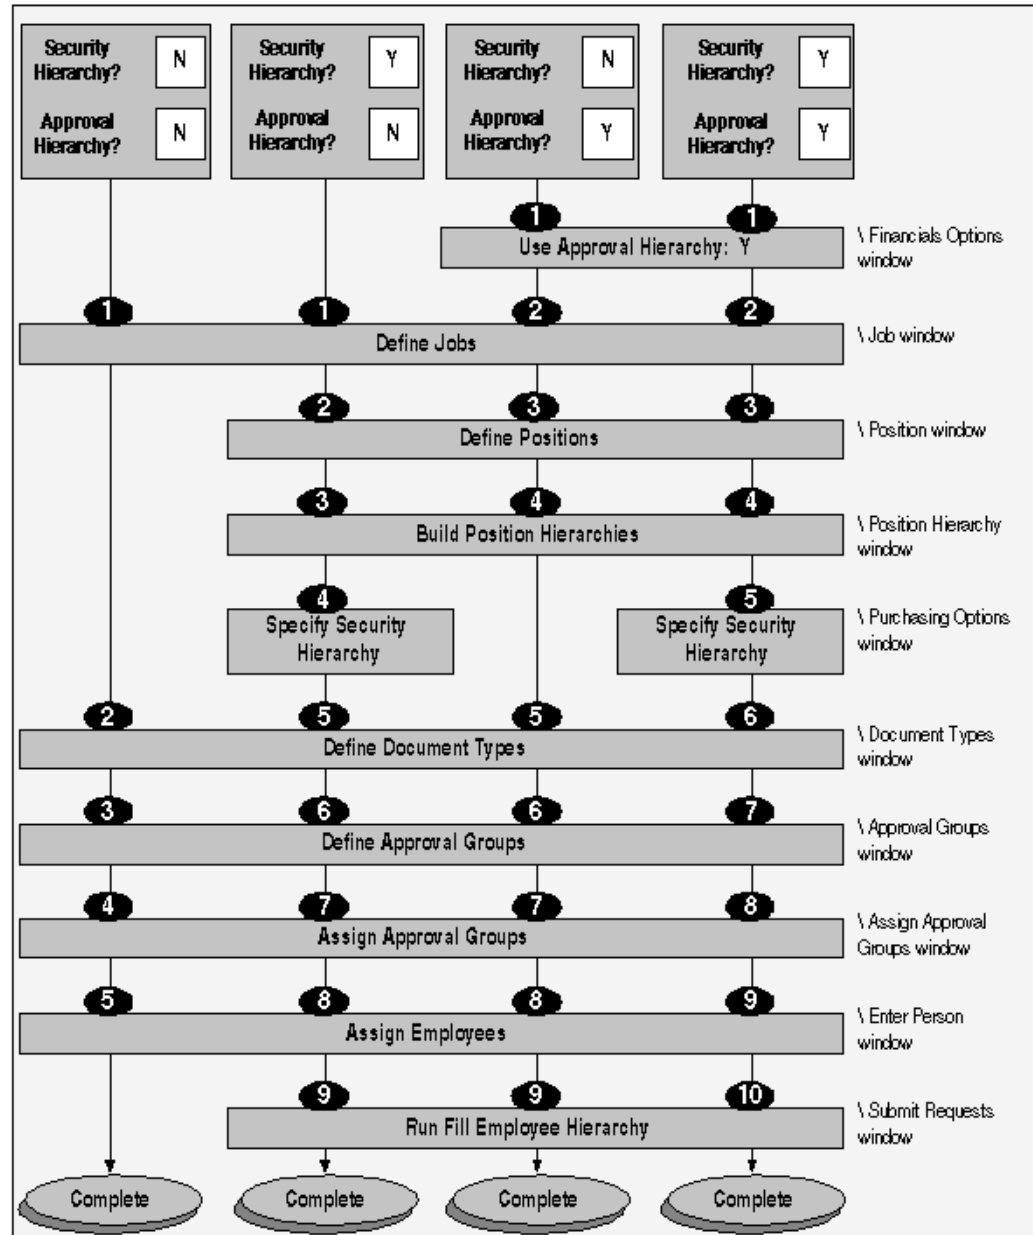 Security Hierarchy? N
Approval Hierarchy? N
Security Hierarchy? Y
Approval Hierarchy? N
Security Hierarchy? N
Approval Hierarchy? Y
Security Hierarchy? Y
Approval Hierarchy? Y
1 1
Use Approval Hierarchy: Y
\ Financials Options
window
1 1 2 2
Define Jobs
\ Job window
2 3 3
Define Positions
\ Position window
3 4 4
Build Position Hierarchies
\ Position Hierarchy
window
4 5
Specify Security
Hierarchy
Specify Security
Hierarchy
\ Purchasing Options
window
2 5 5 6
Define Document Types
\ Document Types
window
3 6 6 7
Define Approval Groups
\ Approval Groups
window
4 7 7 8
Assign Approval Groups
\ Assign Approval
Groups window
5 8 8 9
Assign Employees
\ Enter Person
window
9 9 10
Run Fill Employee Hierarchy
\ Submit Requests
window
Complete Complete Complete Complete